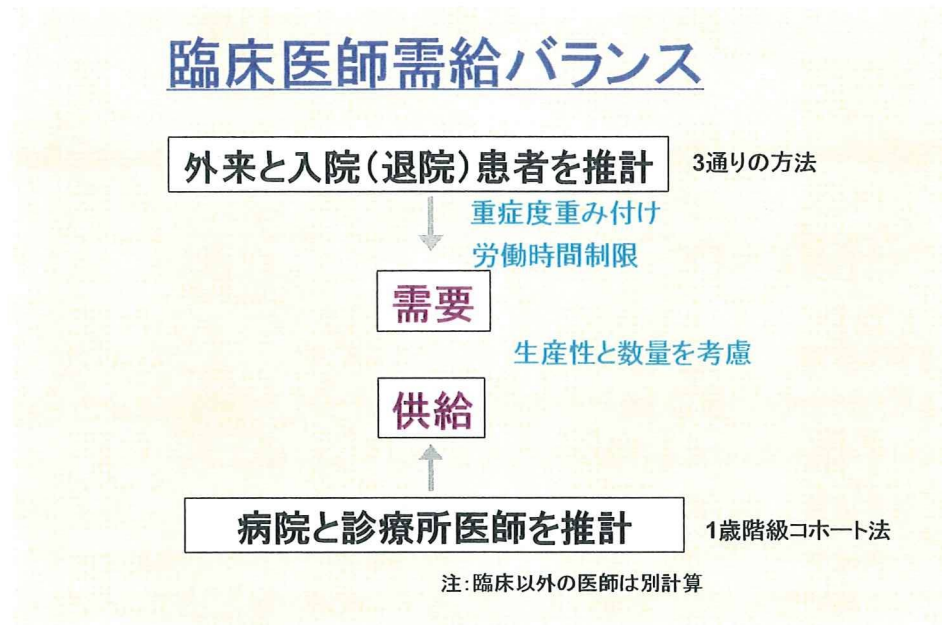 臨床医師需給バランス
外来と入院(退院)患者を推計
3通りの方法
重症度重み付け
労働時間制限
需要
生産性と数量を考慮
供給
病院と診療所医師を推計
1歳階級コホート法
注:臨床以外の医師は別計算